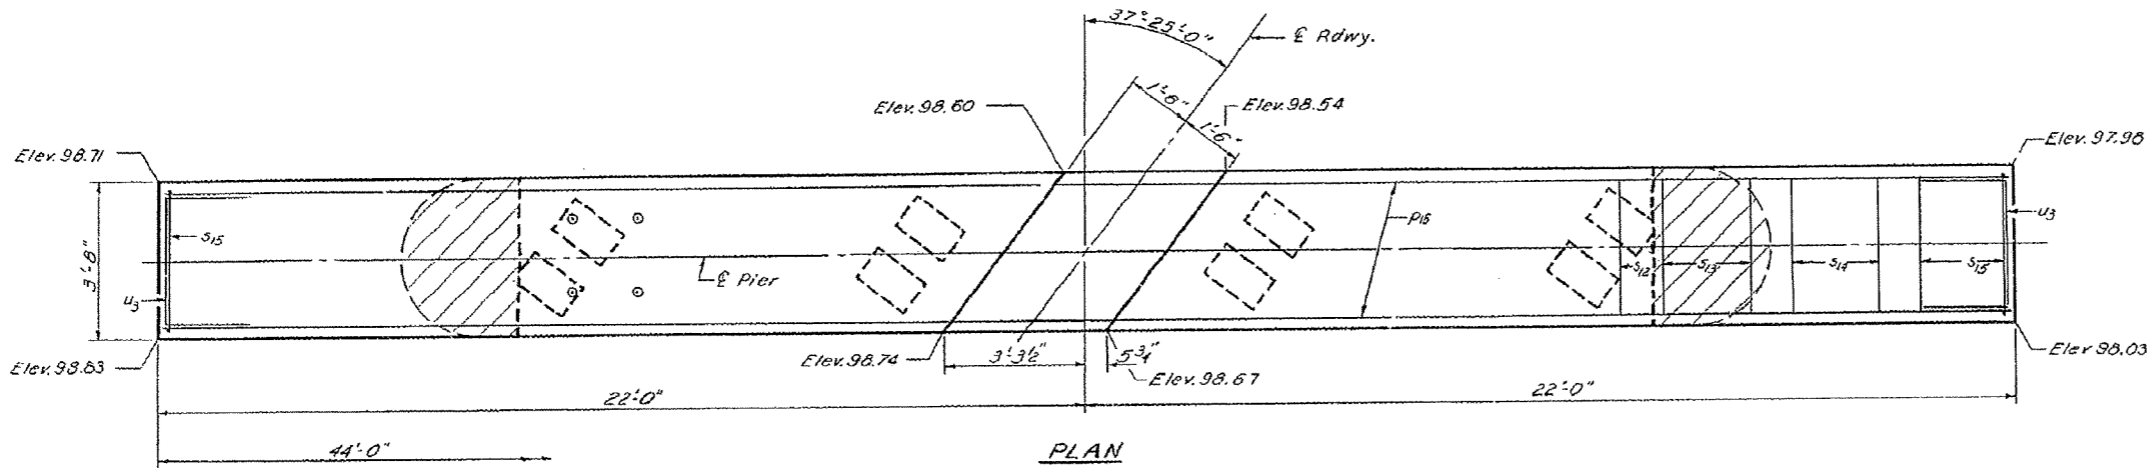 37°-25'-0"
℄ Rdwy.
1'-6"
1'-6"
Elev. 98.60
Elev. 98.54
Elev. 98.71
Elev. 97.98
3'-8"
s15
u3
℄ Pier
p16
s12
s13
s14
s15
u3
Elev. 98.83
Elev. 98.74
3'-3½"
5¾"
Elev. 98.67
Elev 98.03
22'-0"
22'-0"
44'-0"
PLAN